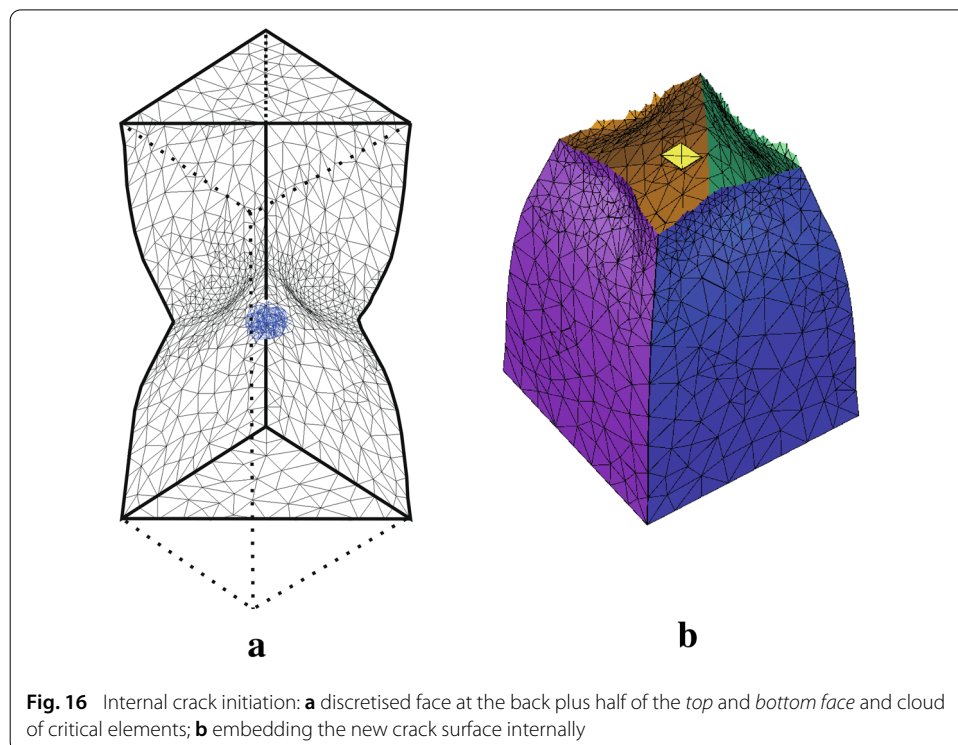 a
b
Fig. 16 Internal crack initiation: a discretised face at the back plus half of the top and bottom face and cloud
of critical elements; b embedding the new crack surface internally